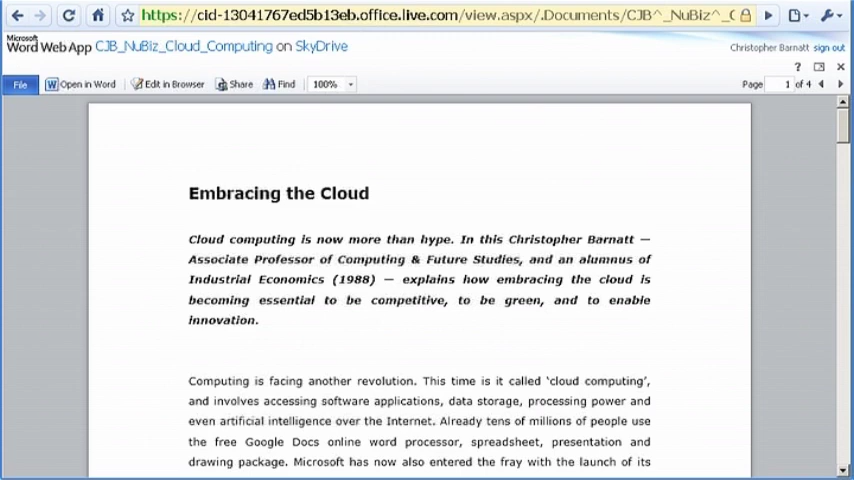 https://cid-13041767ed5b13eb.office.live.com/view.aspx/.Documents/CJB^_NuBiz^_C
Microsoft
Word Web App CJB_NuBiz_Cloud_Computing on SkyDrive
Christopher Barnatt sign out
?
File Open in Word Edit in Browser Share Find 100% Page 1 of 4
Embracing the Cloud
Cloud computing is now more than hype. In this Christopher Barnatt —
Associate Professor of Computing & Future Studies, and an alumnus of
Industrial Economics (1988) — explains how embracing the cloud is
becoming essential to be competitive, to be green, and to enable
innovation.
Computing is facing another revolution. This time is it called ‘cloud computing’,
and involves accessing software applications, data storage, processing power and
even artificial intelligence over the Internet. Already tens of millions of people use
the free Google Docs online word processor, spreadsheet, presentation and
drawing package. Microsoft has now also entered the fray with the launch of its